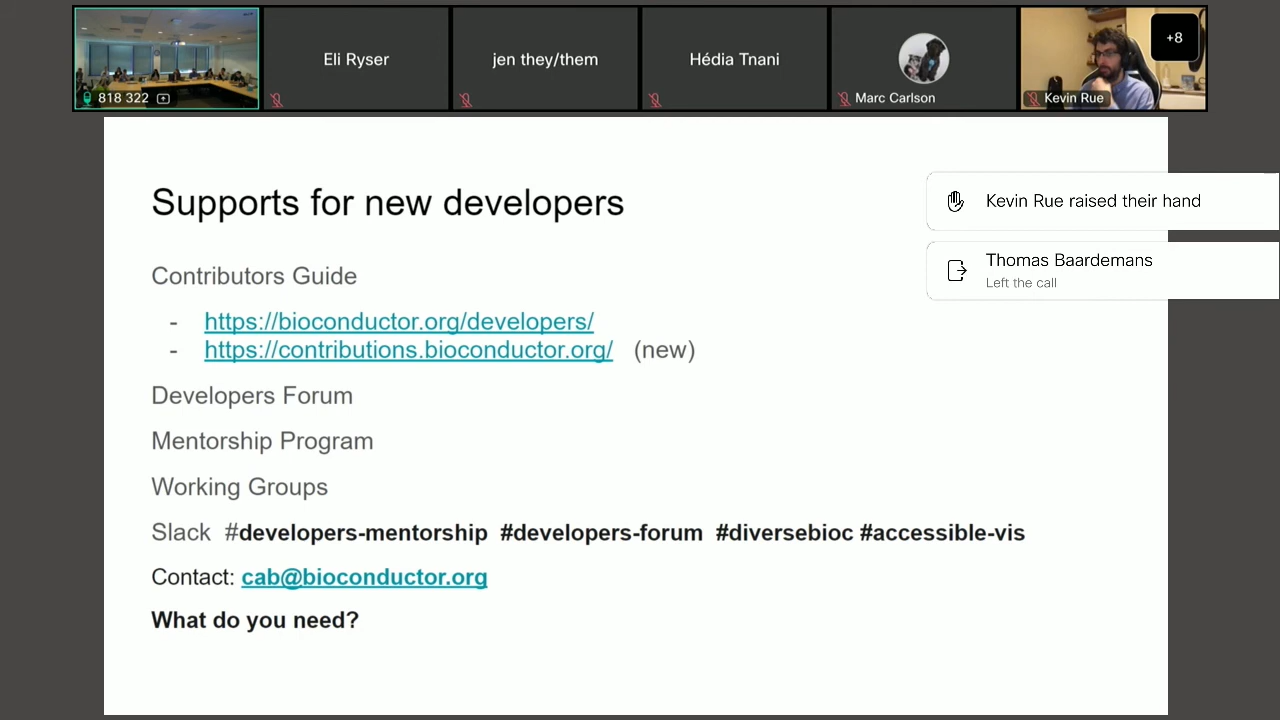 818 322
Eli Ryser
jen they/them
Hédia Tnani
Marc Carlson
Kevin Rue
+8
Supports for new developers
Kevin Rue raised their hand
Thomas Baardemans
Left the call
Contributors Guide
- https://bioconductor.org/developers/
- https://contributions.bioconductor.org/ (new)
Developers Forum
Mentorship Program
Working Groups
Slack #developers-mentorship #developers-forum #diversebioc #accessible-vis
Contact: cab@bioconductor.org
What do you need?